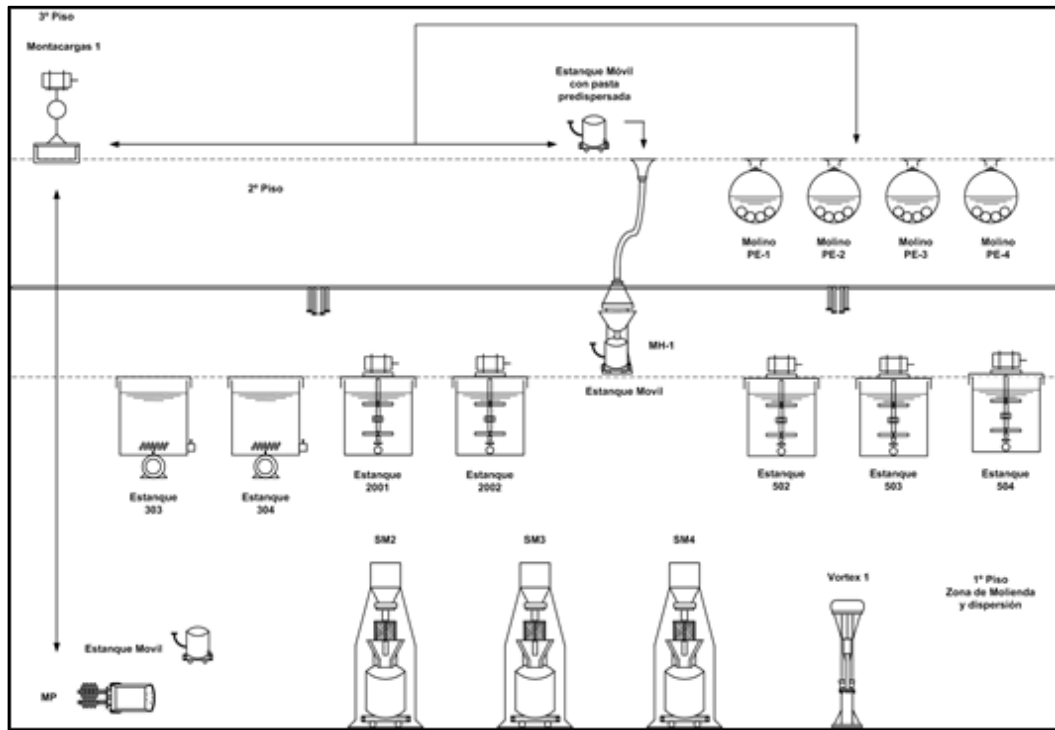 3º Piso
Montacargas 1
Estanque Móvil
con pasta
predispersada
2º Piso
Molino
PE-1
Molino
PE-2
Molino
PE-3
Molino
PE-4
MH-1
Estanque Movil
Estanque
303
Estanque
304
Estanque
2001
Estanque
2002
Estanque
502
Estanque
503
Estanque
504
SM2
SM3
SM4
Vortex 1
1º Piso
Zona de Molienda
y dispersión
Estanque Movil
MP